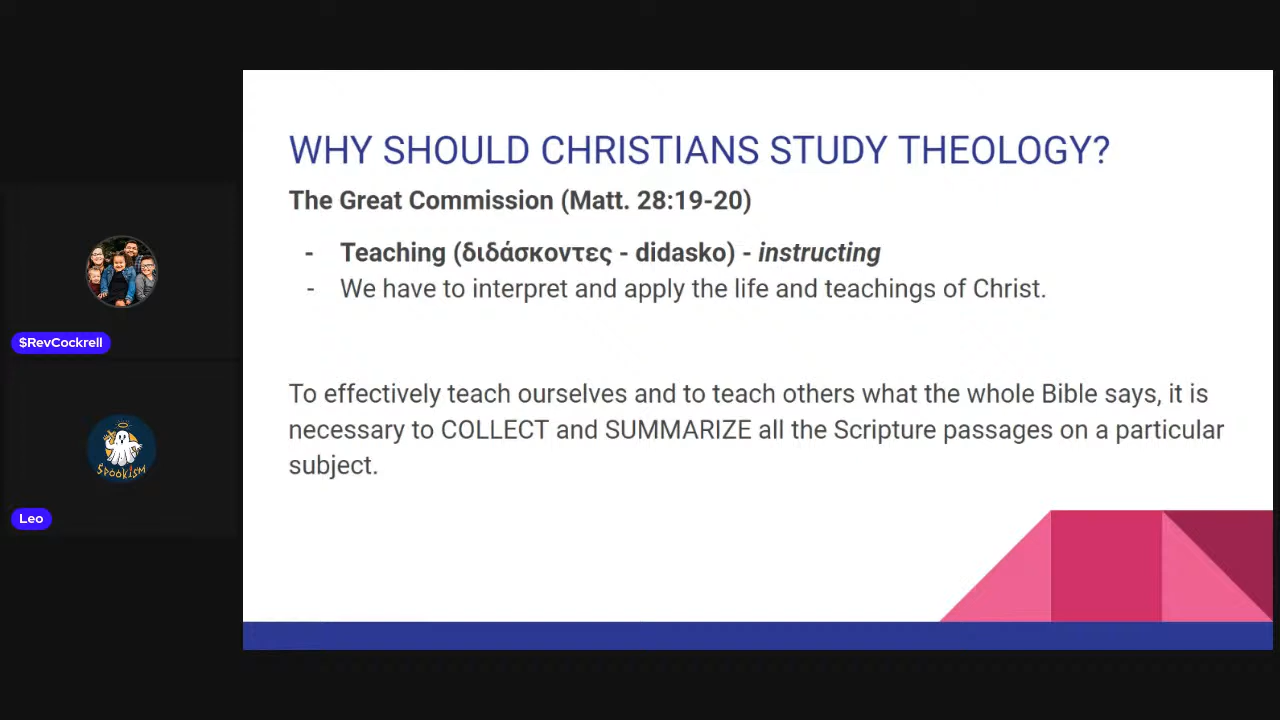 WHY SHOULD CHRISTIANS STUDY THEOLOGY?
The Great Commission (Matt. 28:19-20)
- Teaching (διδάσκοντες - didasko) - instructing
- We have to interpret and apply the life and teachings of Christ.
To effectively teach ourselves and to teach others what the whole Bible says, it is
necessary to COLLECT and SUMMARIZE all the Scripture passages on a particular
subject.
$RevCockrell
SPOOKISM
Leo